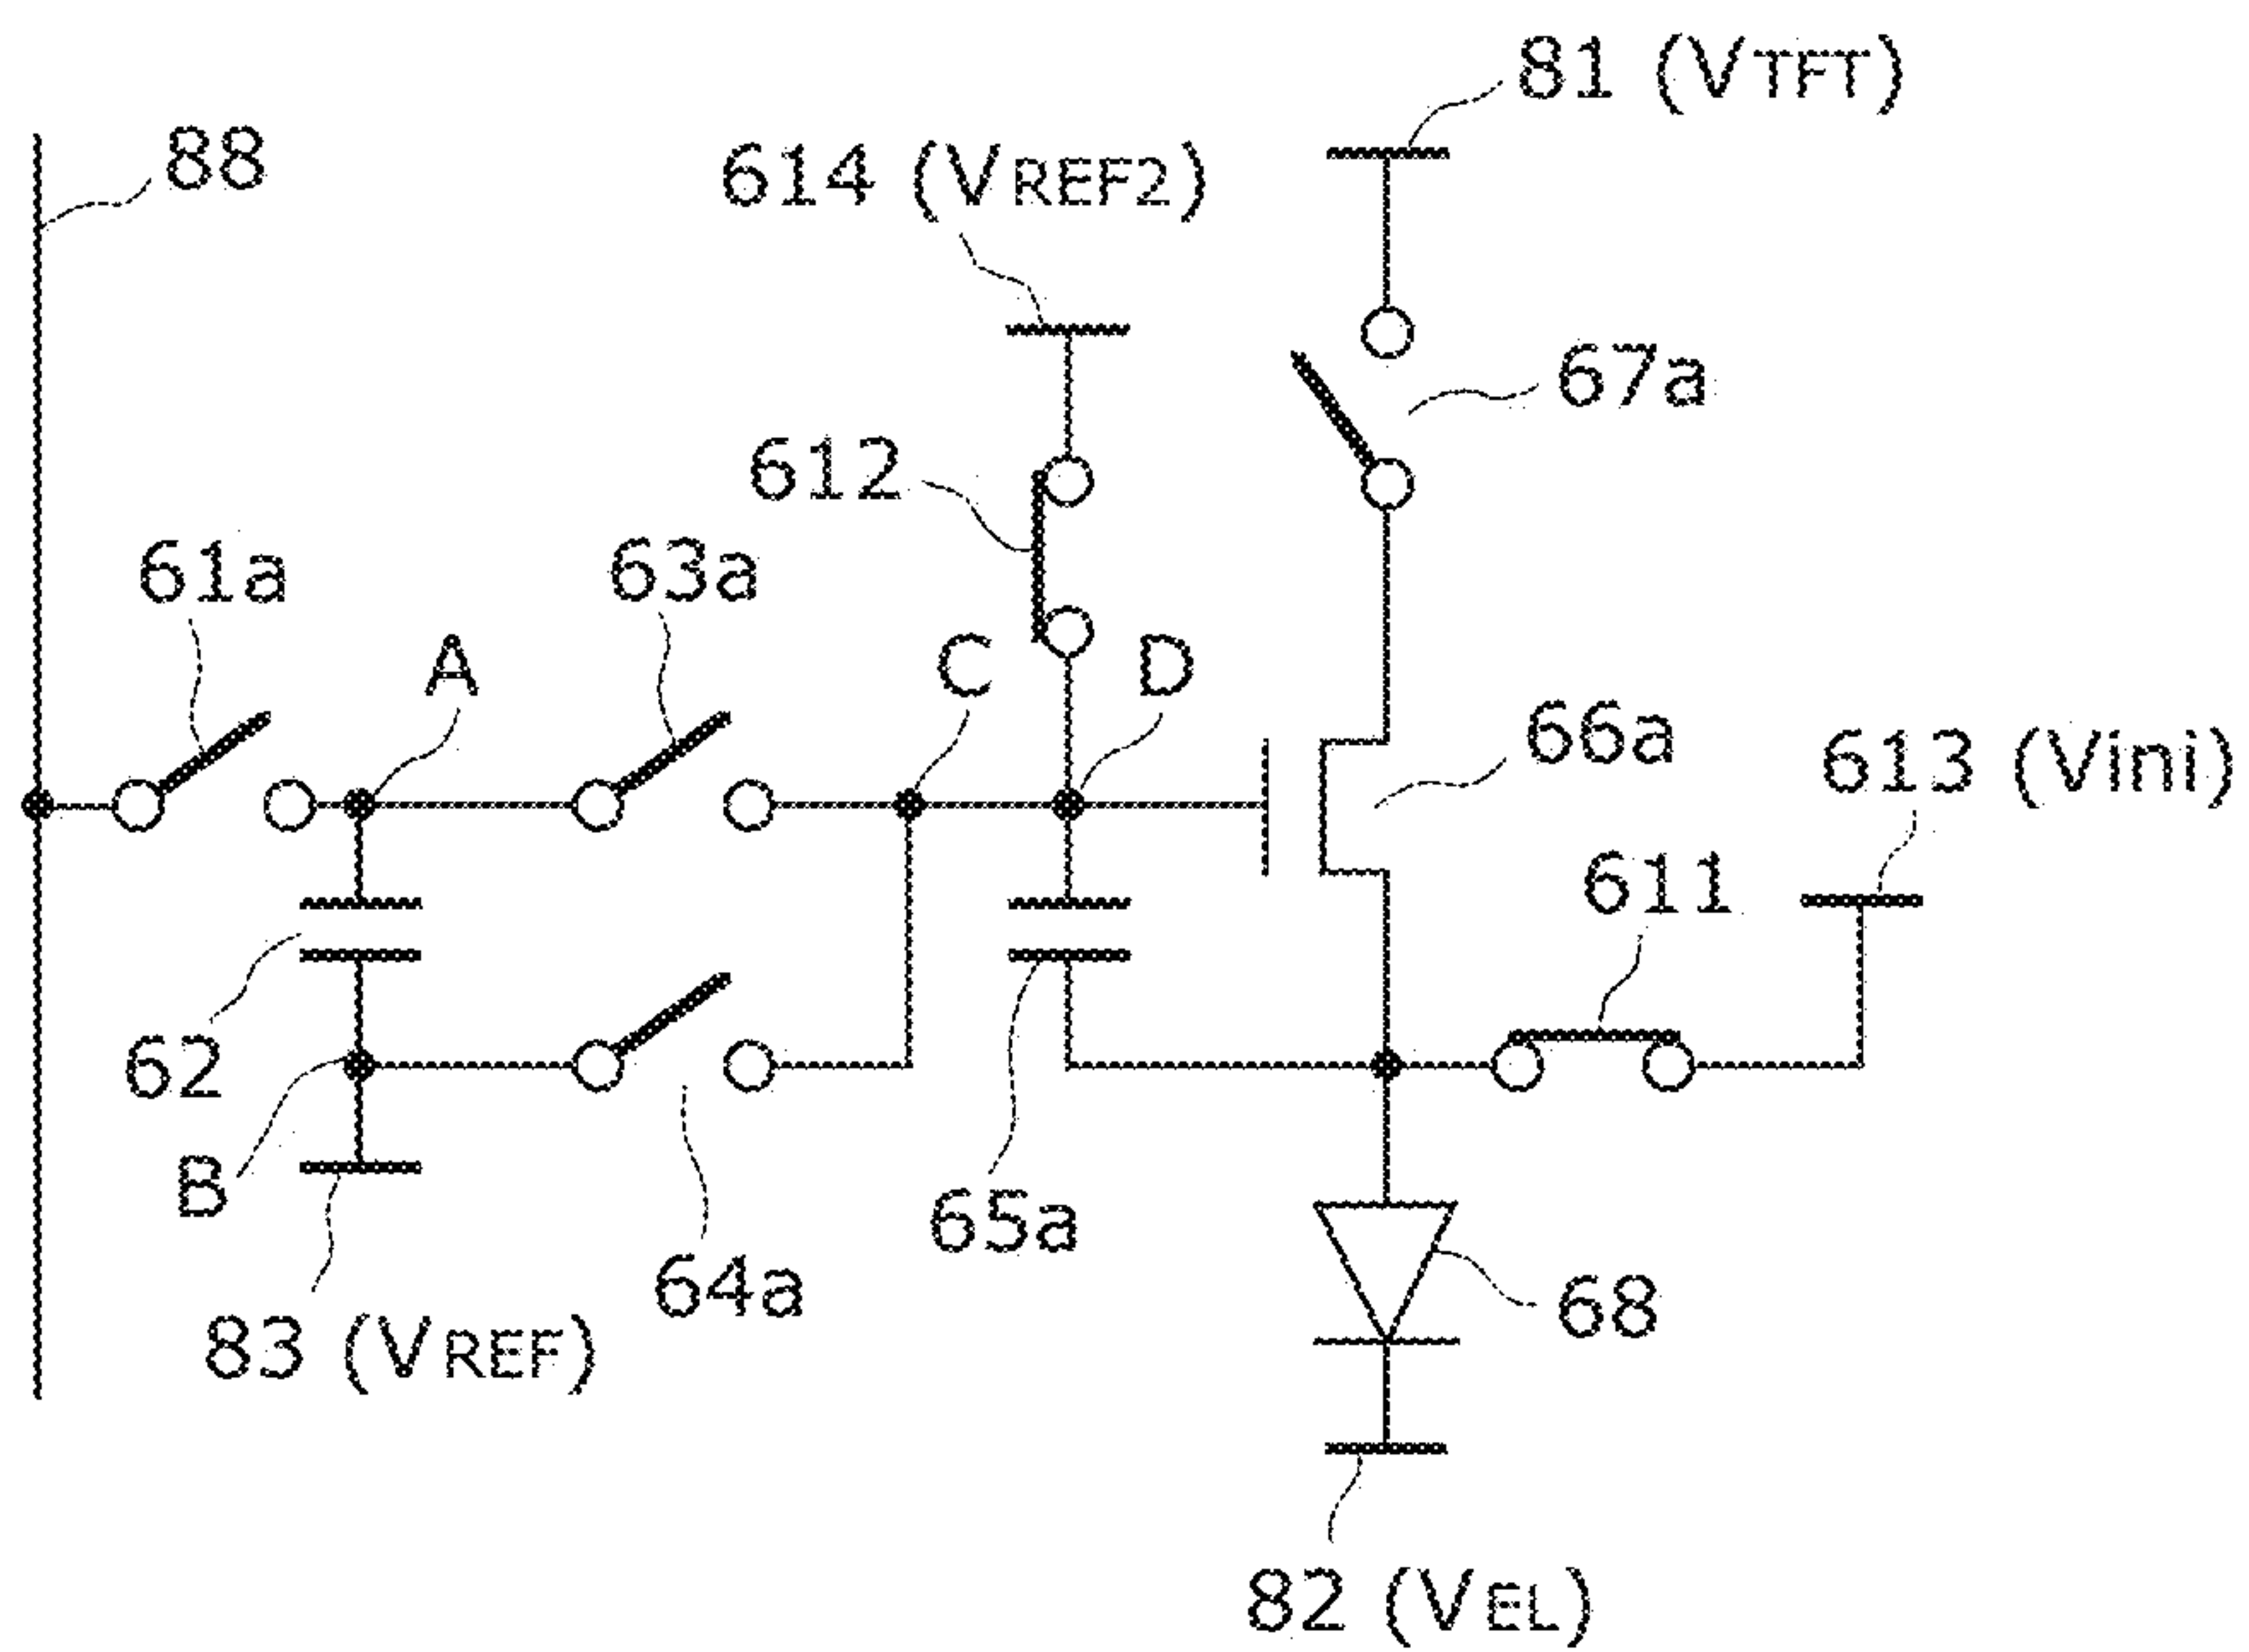 81 (VTFT)
88
614 (VREF2)
67a
612
61a
63a
A
C
D
66a
613 (Vini)
611
62
B
65a
64a
68
83 (VREF)
82 (VEL)